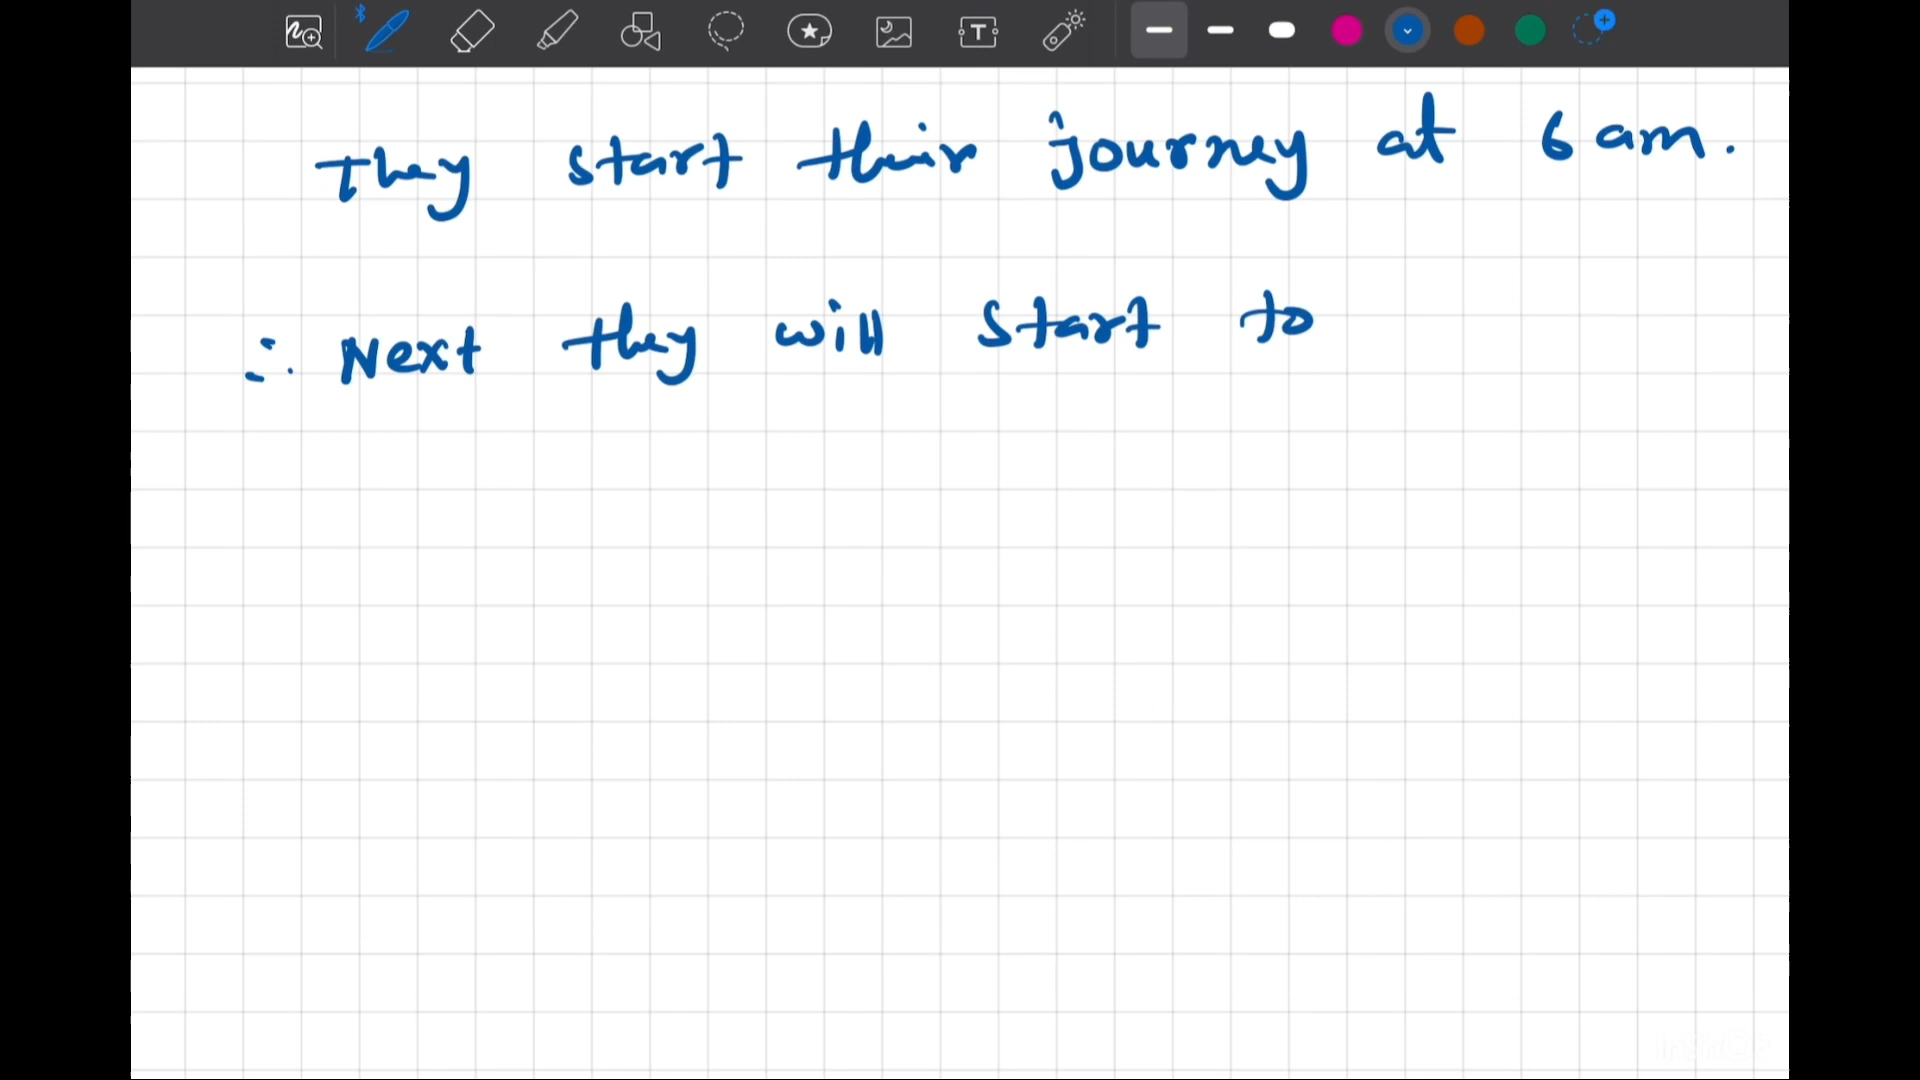 They start their journey at 6 am.
∴ Next they will start to